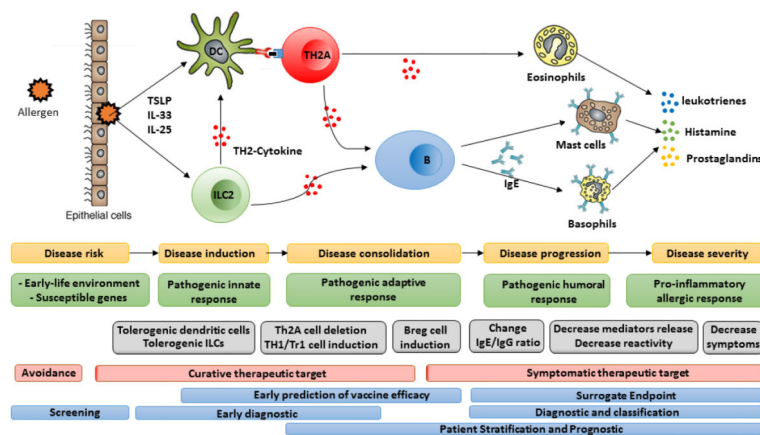 Allergen
Epithelial cells
TSLP
IL-33
IL-25
DC
TH2A
TH2-Cytokine
ILC2
B
IgE
Eosinophils
Mast cells
Basophils
leukotrienes
Histamine
Prostaglandins
Disease risk
Disease induction
Disease consolidation
Disease progression
Disease severity
- Early-life environment
- Susceptible genes
Pathogenic innate
response
Pathogenic adaptive
response
Pathogenic humoral
response
Pro-inflammatory
allergic response
Tolerogenic dendritic cells
Tolerogenic ILCs
Th2A cell deletion
TH1/Tr1 cell induction
Breg cell
induction
Change
IgE/IgG ratio
Decrease mediators release
Decrease reactivity
Decrease
symptoms
Avoidance
Curative therapeutic target
Symptomatic therapeutic target
Early prediction of vaccine efficacy
Surrogate Endpoint
Screening
Early diagnostic
Diagnostic and classification
Patient Stratification and Prognostic